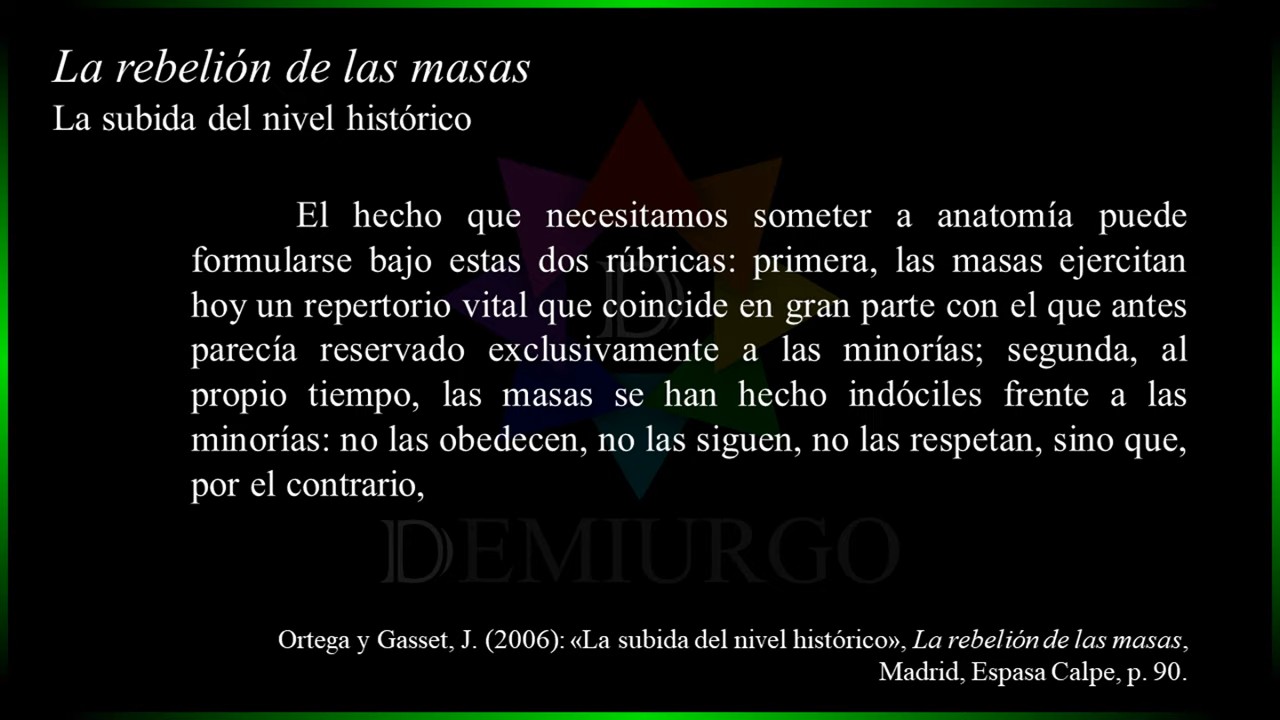 La rebelión de las masas
La subida del nivel histórico
El hecho que necesitamos someter a anatomía puede
formularse bajo estas dos rúbricas: primera, las masas ejercitan
hoy un repertorio vital que coincide en gran parte con el que antes
parecía reservado exclusivamente a las minorías; segunda, al
propio tiempo, las masas se han hecho indóciles frente a las
minorías: no las obedecen, no las siguen, no las respetan, sino que,
por el contrario,
D
DEMIURGO
Ortega y Gasset, J. (2006): «La subida del nivel histórico», La rebelión de las masas,
Madrid, Espasa Calpe, p. 90.